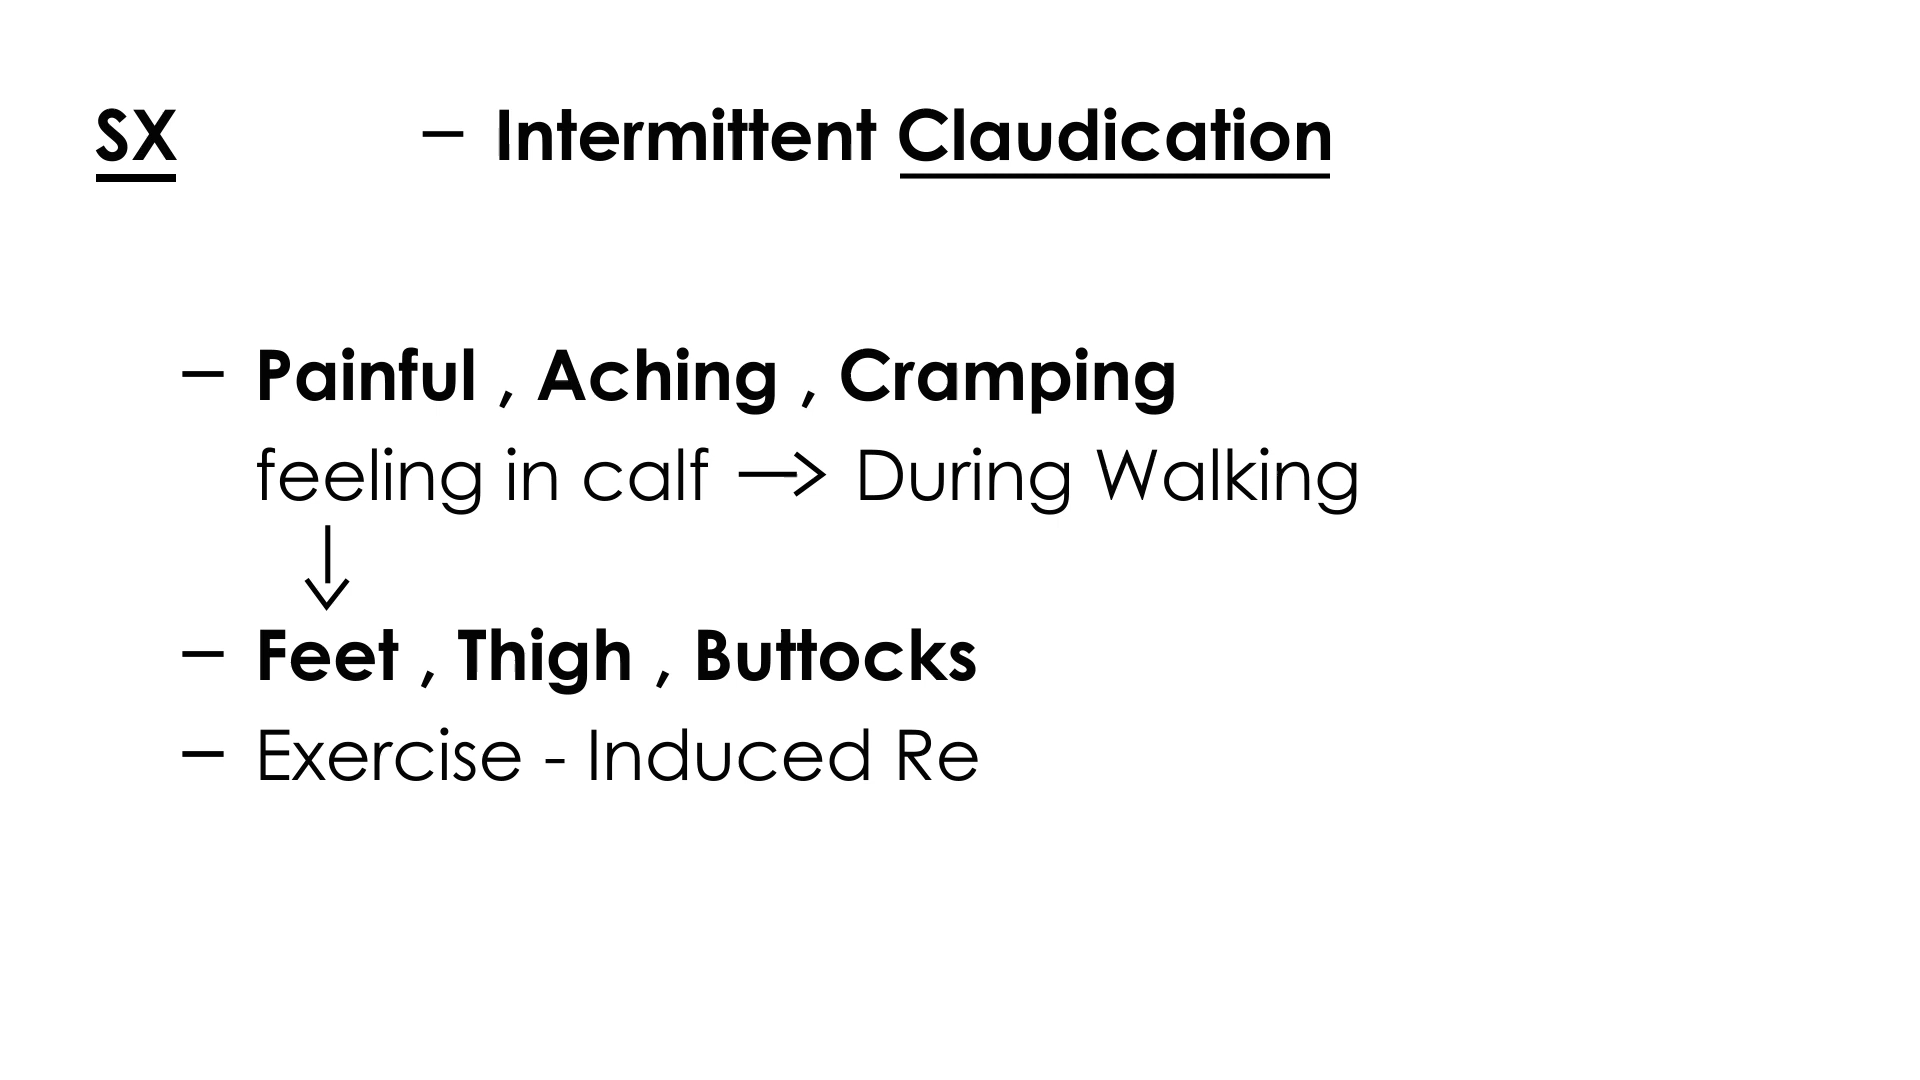 SX – Intermittent Claudication
– Painful , Aching , Cramping
feeling in calf → During Walking
↓
– Feet , Thigh , Buttocks
– Exercise - Induced Re